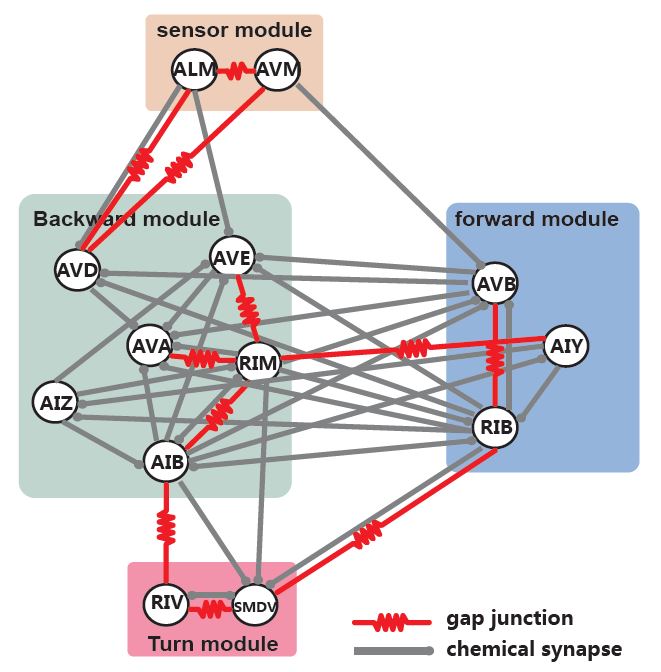 sensor module
ALM
AVM
Backward module
forward module
AVE
AVD
AVB
AVA
RIM
AIY
AIZ
RIB
AIB
RIV
SMDV
Turn module
gap junction
chemical synapse